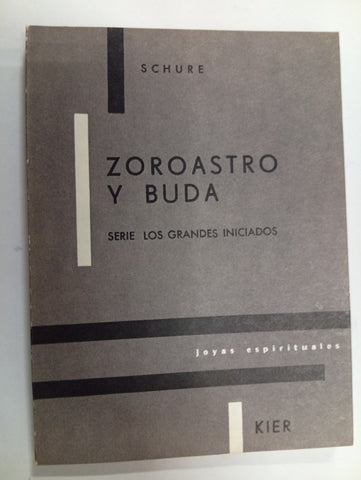 SCHURE
ZOROASTRO
Y BUDA
SERIE LOS GRANDES INICIADOS
joyas espirituales
KIER